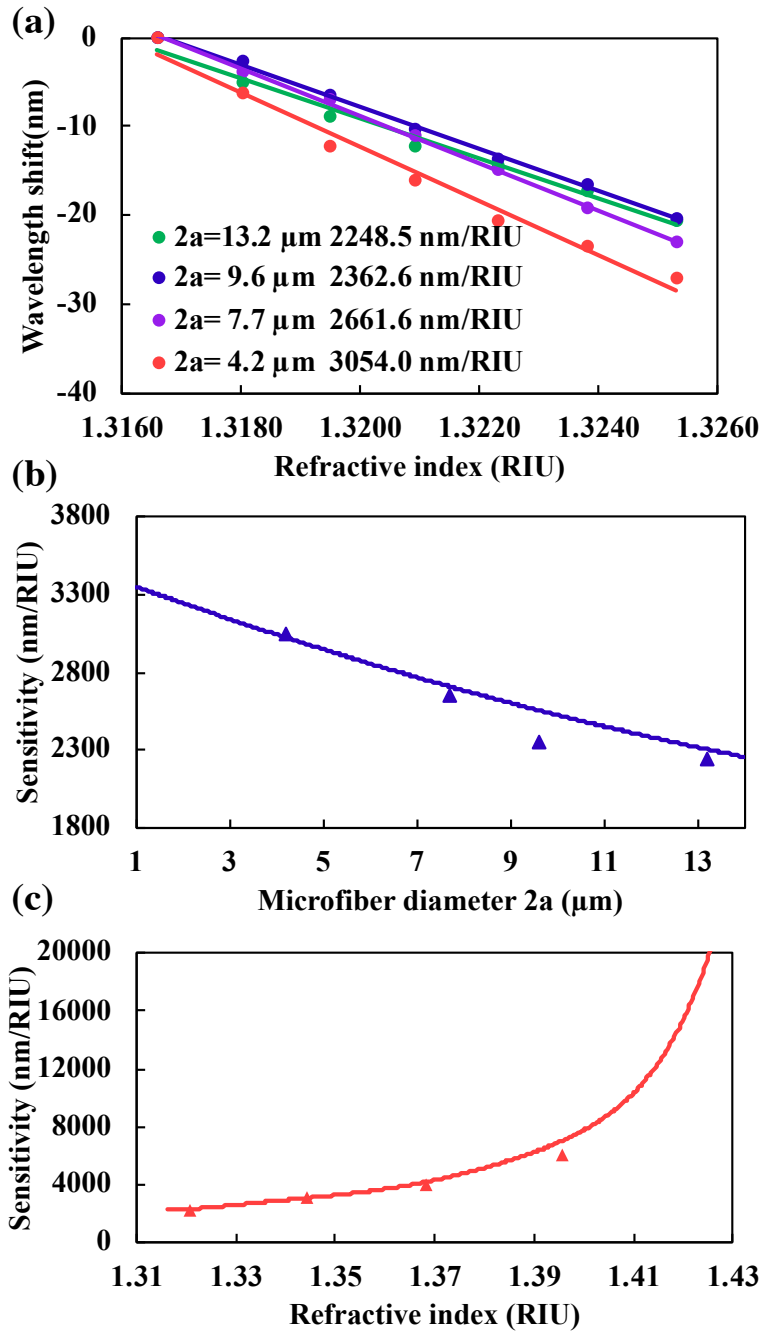 (a)
Wavelength shift(nm)
0
-10
-20
-30
-40
2a=13.2 µm 2248.5 nm/RIU
2a= 9.6 µm 2362.6 nm/RIU
2a= 7.7 µm 2661.6 nm/RIU
2a= 4.2 µm 3054.0 nm/RIU
1.3160 1.3180 1.3200 1.3220 1.3240 1.3260
Refractive index (RIU)
(b)
Sensitivity (nm/RIU)
3800
3300
2800
2300
1800
1 3 5 7 9 11 13
Microfiber diameter 2a (µm)
(c)
Sensitivity (nm/RIU)
20000
16000
12000
8000
4000
0
1.31 1.33 1.35 1.37 1.39 1.41 1.43
Refractive index (RIU)